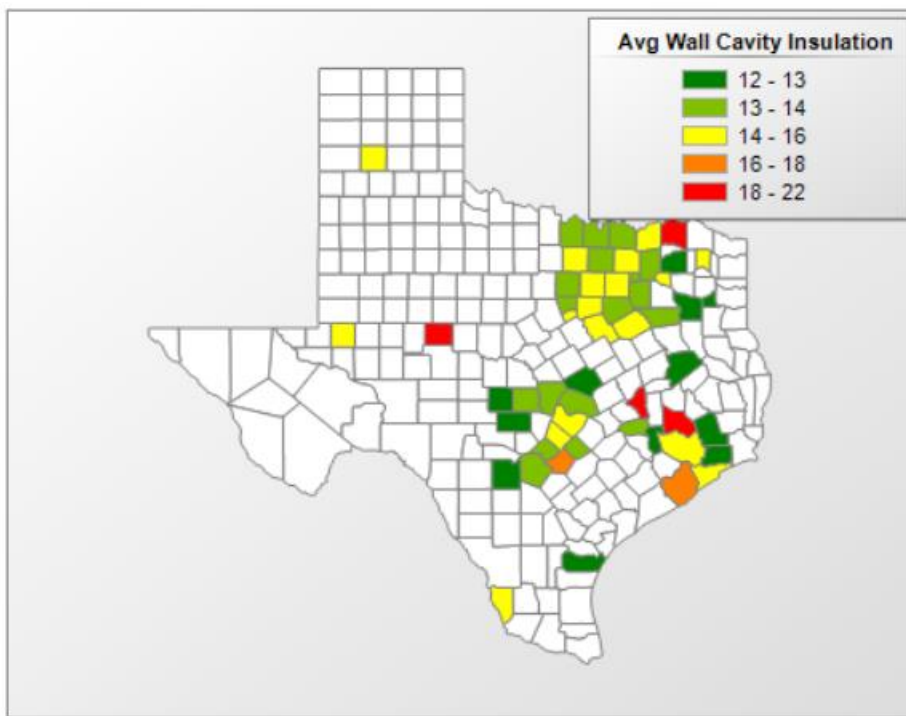 Avg Wall Cavity Insulation
12 - 13
13 - 14
14 - 16
16 - 18
18 - 22